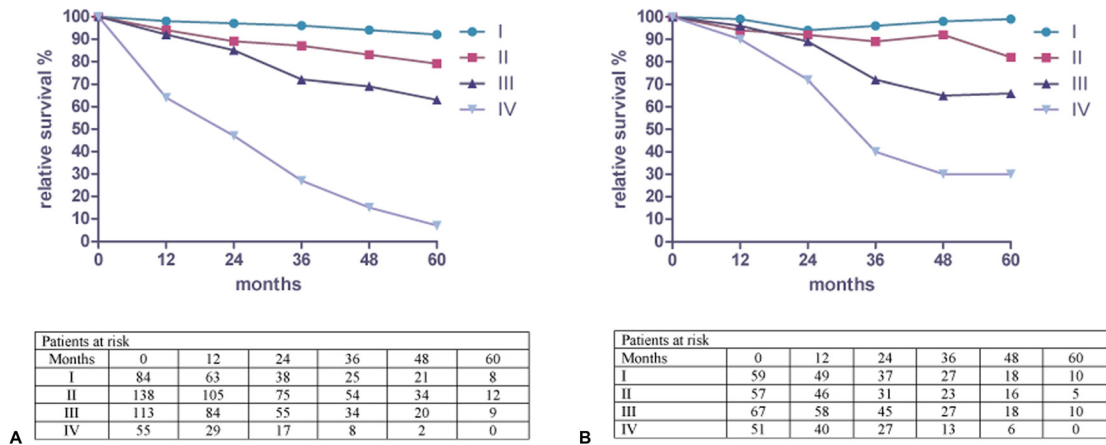 100
90
80
70
60
50
40
30
20
10
0
relative survival %
0 12 24 36 48 60
months
I
II
III
IV
Patients at risk
Months 0 12 24 36 48 60
I 84 63 38 25 21 8
II 138 105 75 54 34 12
III 113 84 55 34 20 9
IV 55 29 17 8 2 0
A
100
90
80
70
60
50
40
30
20
10
0
relative survival %
0 12 24 36 48 60
months
I
II
III
IV
Patients at risk
Months 0 12 24 36 48 60
I 59 49 37 27 18 10
II 57 46 31 23 16 5
III 67 58 45 27 18 10
IV 51 40 27 13 6 0
B